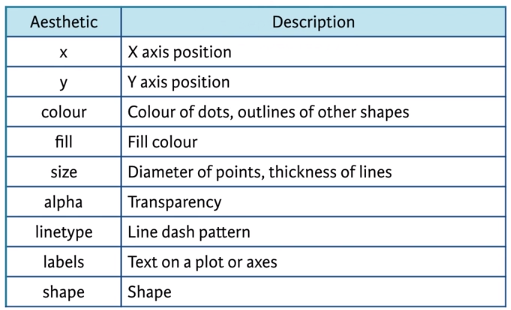 Aesthetic Description
x X axis position
y Y axis position
colour Colour of dots, outlines of other shapes
fill Fill colour
size Diameter of points, thickness of lines
alpha Transparency
linetype Line dash pattern
labels Text on a plot or axes
shape Shape